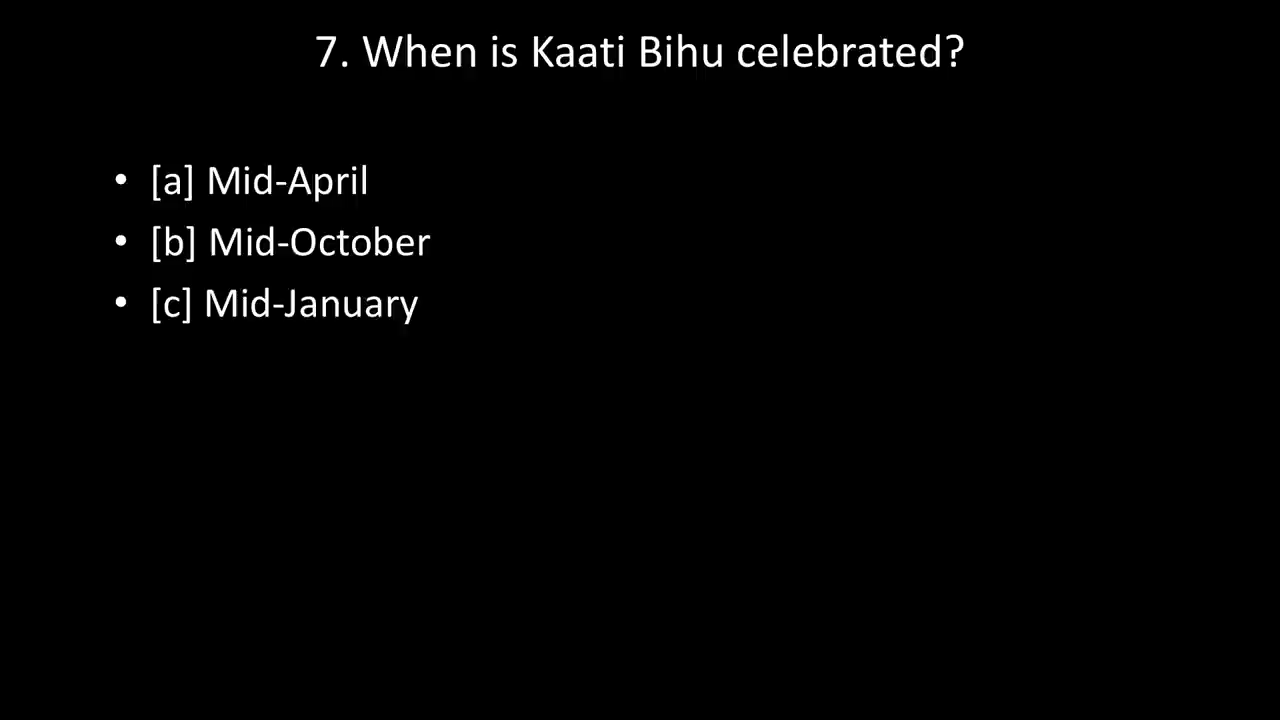 7. When is Kaati Bihu celebrated?
• [a] Mid-April
• [b] Mid-October
• [c] Mid-January